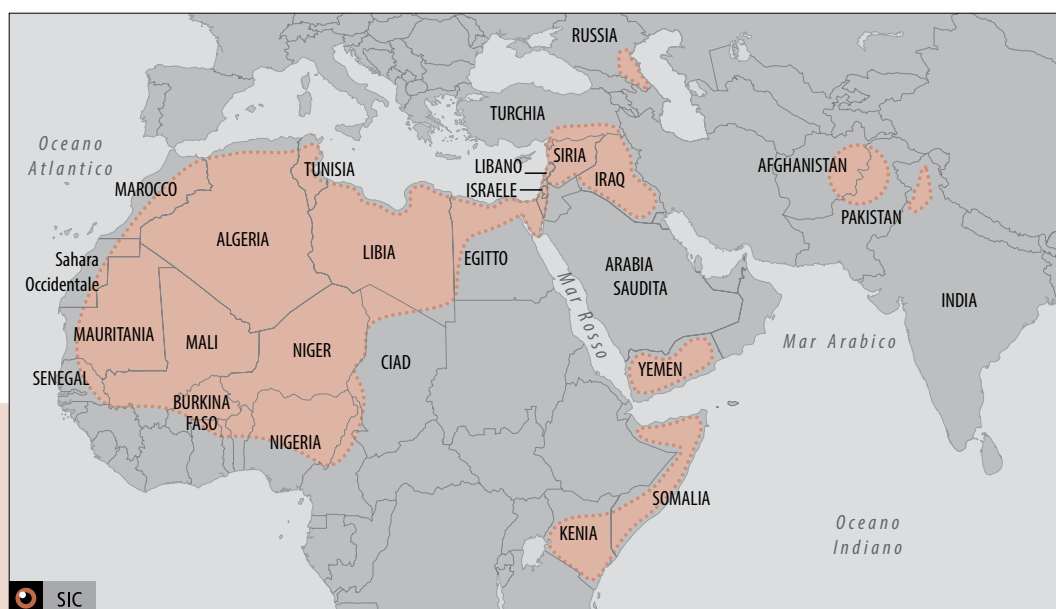 RUSSIA
TURCHIA
Oceano
Atlantico
TUNISIA
LIBANO
ISRAELE
SIRIA
IRAQ
AFGHANISTAN
MAROCCO
PAKISTAN
ALGERIA
LIBIA
EGITTO
Sahara
Occidentale
ARABIA
SAUDITA
INDIA
Mar Rosso
MAURITANIA
MALI
NIGER
Mar Arabico
CIAD
YEMEN
SENEGAL
BURKINA
FASO
NIGERIA
SOMALIA
KENIA
Oceano
Indiano
SIC